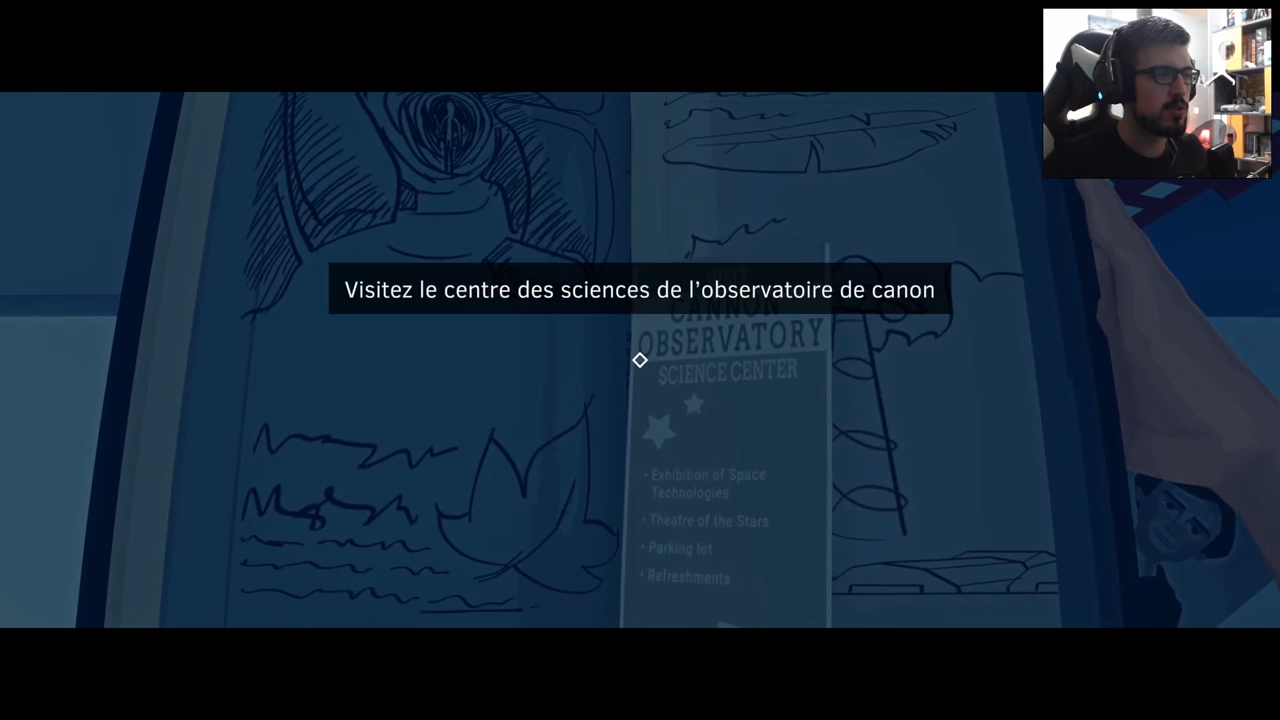 Visitez le centre des sciences de l’observatoire de canon
CANNON
OBSERVATORY
SCIENCE CENTER
• Exhibition of Space
Technologies
• Theatre of the Stars
• Parking lot
• Refreshments